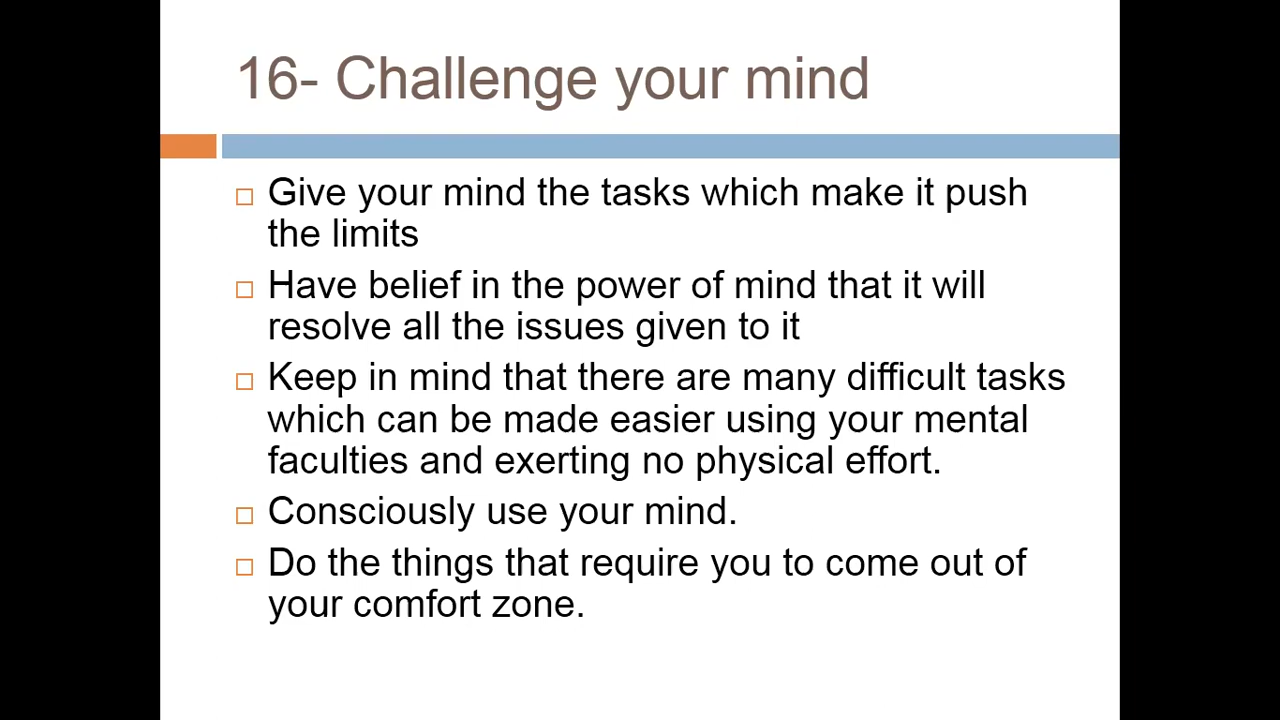 16- Challenge your mind
Give your mind the tasks which make it push
the limits
Have belief in the power of mind that it will
resolve all the issues given to it
Keep in mind that there are many difficult tasks
which can be made easier using your mental
faculties and exerting no physical effort.
Consciously use your mind.
Do the things that require you to come out of
your comfort zone.